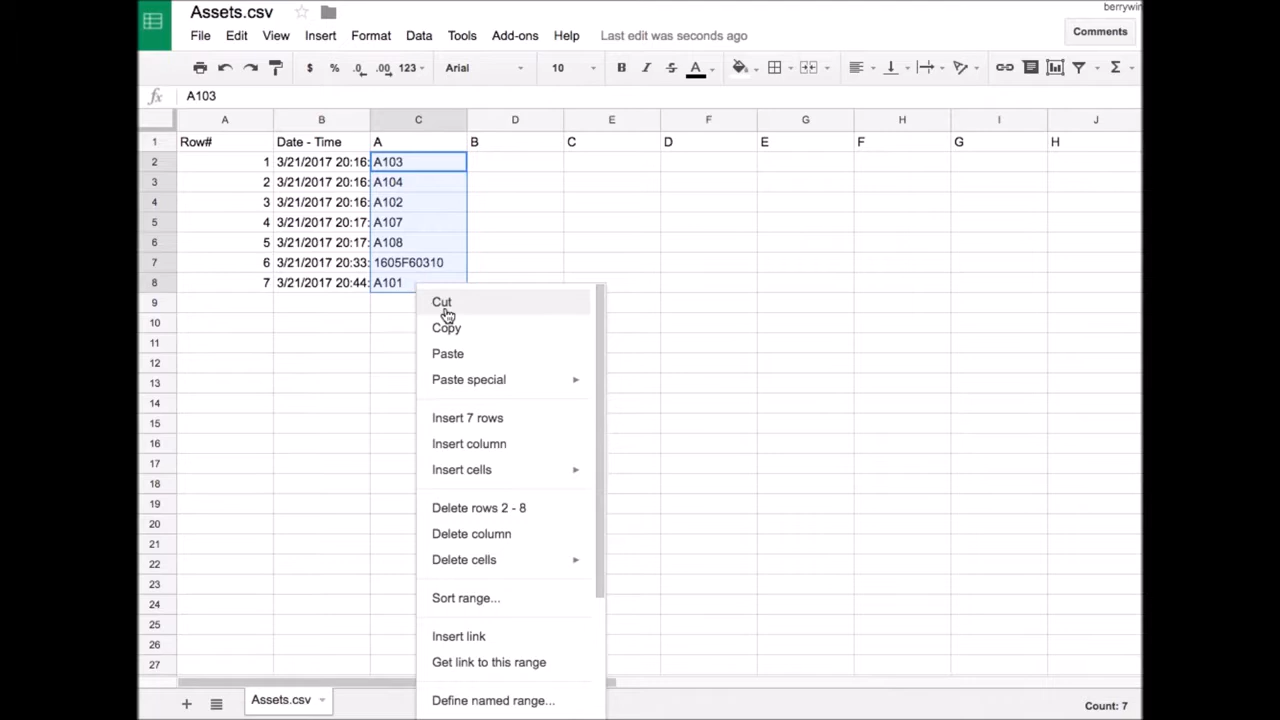 Assets.csv
berrywin
File Edit View Insert Format Data Tools Add-ons Help Last edit was seconds ago
Comments
$ % .0 .00 123 Arial 10 B I S A Σ
fx A103
A B C D E F G H I J
1 Row# Date - Time A B C D E F G H
2 1 3/21/2017 20:16: A103
3 2 3/21/2017 20:16: A104
4 3 3/21/2017 20:16: A102
5 4 3/21/2017 20:17: A107
6 5 3/21/2017 20:17: A108
7 6 3/21/2017 20:33: 1605F60310
8 7 3/21/2017 20:44: A101
9
10
11
12
13
14
15
16
17
18
19
20
21
22
23
24
25
26
27
Cut
Copy
Paste
Paste special
Insert 7 rows
Insert column
Insert cells
Delete rows 2 - 8
Delete column
Delete cells
Sort range...
Insert link
Get link to this range
Define named range...
+ Assets.csv
Count: 7